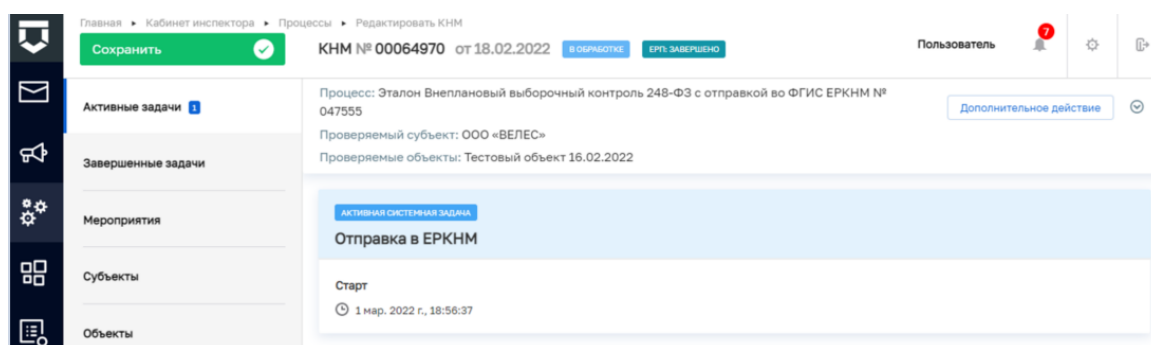 Главная ▸ Кабинет инспектора ▸ Процессы ▸ Редактировать КНМ
Сохранить
КНМ № 00064970 от 18.02.2022 В ОБРАБОТКЕ ЕРП: ЗАВЕРШЕНО
Пользователь
7
Активные задачи 1
Завершенные задачи
Мероприятия
Субъекты
Объекты
Процесс: Эталон Внеплановый выборочный контроль 248-ФЗ с отправкой во ФГИС ЕРКНМ №
047555
Проверяемый субъект: ООО «ВЕЛЕС»
Проверяемые объекты: Тестовый объект 16.02.2022
Дополнительное действие
АКТИВНАЯ СИСТЕМНАЯ ЗАДАЧА
Отправка в ЕРКНМ
Старт
1 мар. 2022 г., 18:56:37